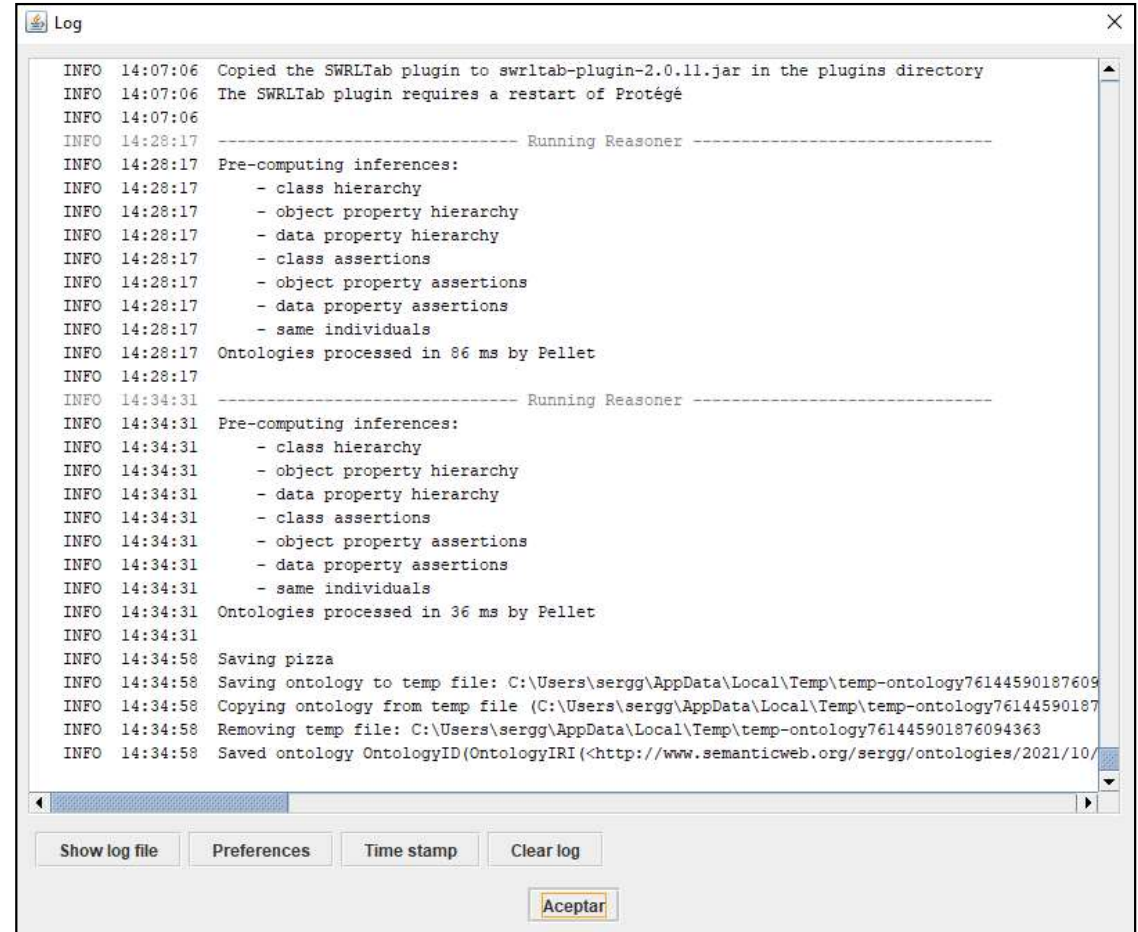 Log
INFO 14:07:06 Copied the SWRLTab plugin to swrltab-plugin-2.0.11.jar in the plugins directory
INFO 14:07:06 The SWRLTab plugin requires a restart of Protégé
INFO 14:07:06
INFO 14:28:17 ------------------------------- Running Reasoner -------------------------------
INFO 14:28:17 Pre-computing inferences:
INFO 14:28:17 - class hierarchy
INFO 14:28:17 - object property hierarchy
INFO 14:28:17 - data property hierarchy
INFO 14:28:17 - class assertions
INFO 14:28:17 - object property assertions
INFO 14:28:17 - data property assertions
INFO 14:28:17 - same individuals
INFO 14:28:17 Ontologies processed in 86 ms by Pellet
INFO 14:28:17
INFO 14:34:31 ------------------------------- Running Reasoner -------------------------------
INFO 14:34:31 Pre-computing inferences:
INFO 14:34:31 - class hierarchy
INFO 14:34:31 - object property hierarchy
INFO 14:34:31 - data property hierarchy
INFO 14:34:31 - class assertions
INFO 14:34:31 - object property assertions
INFO 14:34:31 - data property assertions
INFO 14:34:31 - same individuals
INFO 14:34:31 Ontologies processed in 36 ms by Pellet
INFO 14:34:31
INFO 14:34:58 Saving pizza
INFO 14:34:58 Saving ontology to temp file: C:\Users\sergg\AppData\Local\Temp\temp-ontology76144590187609
INFO 14:34:58 Copying ontology from temp file (C:\Users\sergg\AppData\Local\Temp\temp-ontology76144590187
INFO 14:34:58 Removing temp file: C:\Users\sergg\AppData\Local\Temp\temp-ontology761445901876094363
INFO 14:34:58 Saved ontology OntologyID(OntologyIRI(<http://www.semanticweb.org/sergg/ontologies/2021/10/
Show log file Preferences Time stamp Clear log
Aceptar